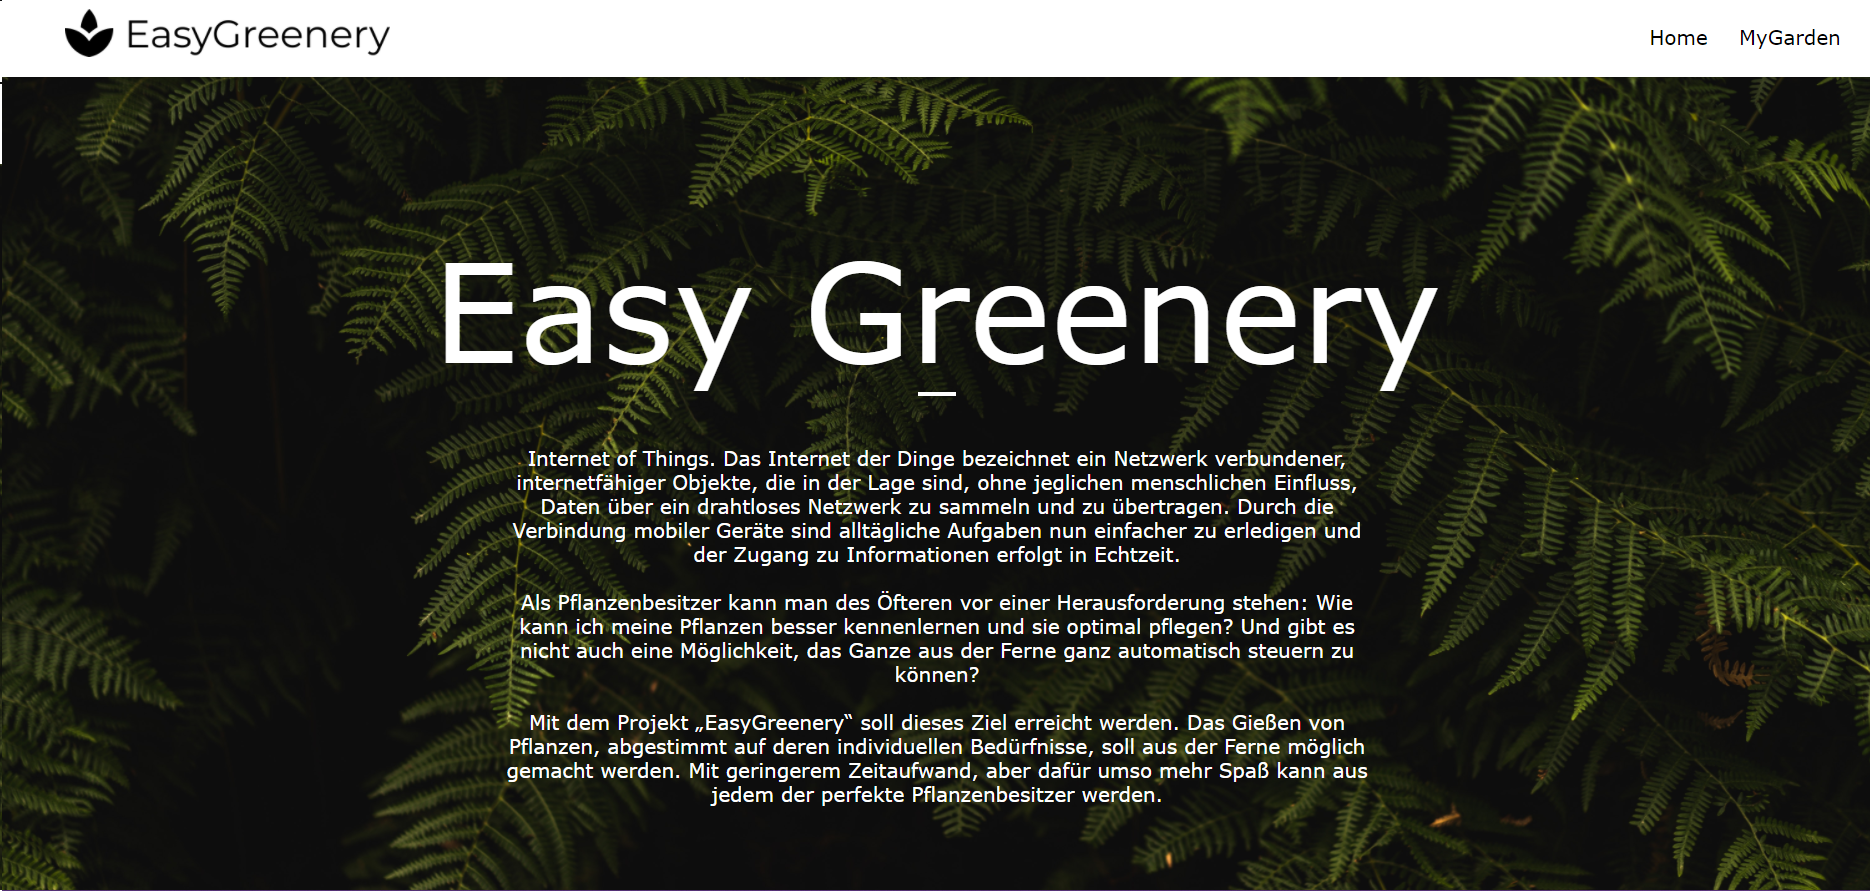 EasyGreenery
Home MyGarden
Easy Greenery
Internet of Things. Das Internet der Dinge bezeichnet ein Netzwerk verbundener,
internetfähiger Objekte, die in der Lage sind, ohne jeglichen menschlichen Einfluss,
Daten über ein drahtloses Netzwerk zu sammeln und zu übertragen. Durch die
Verbindung mobiler Geräte sind alltägliche Aufgaben nun einfacher zu erledigen und
der Zugang zu Informationen erfolgt in Echtzeit.
Als Pflanzenbesitzer kann man des Öfteren vor einer Herausforderung stehen: Wie
kann ich meine Pflanzen besser kennenlernen und sie optimal pflegen? Und gibt es
nicht auch eine Möglichkeit, das Ganze aus der Ferne ganz automatisch steuern zu
können?
Mit dem Projekt „EasyGreenery“ soll dieses Ziel erreicht werden. Das Gießen von
Pflanzen, abgestimmt auf deren individuellen Bedürfnisse, soll aus der Ferne möglich
gemacht werden. Mit geringerem Zeitaufwand, aber dafür umso mehr Spaß kann aus
jedem der perfekte Pflanzenbesitzer werden.